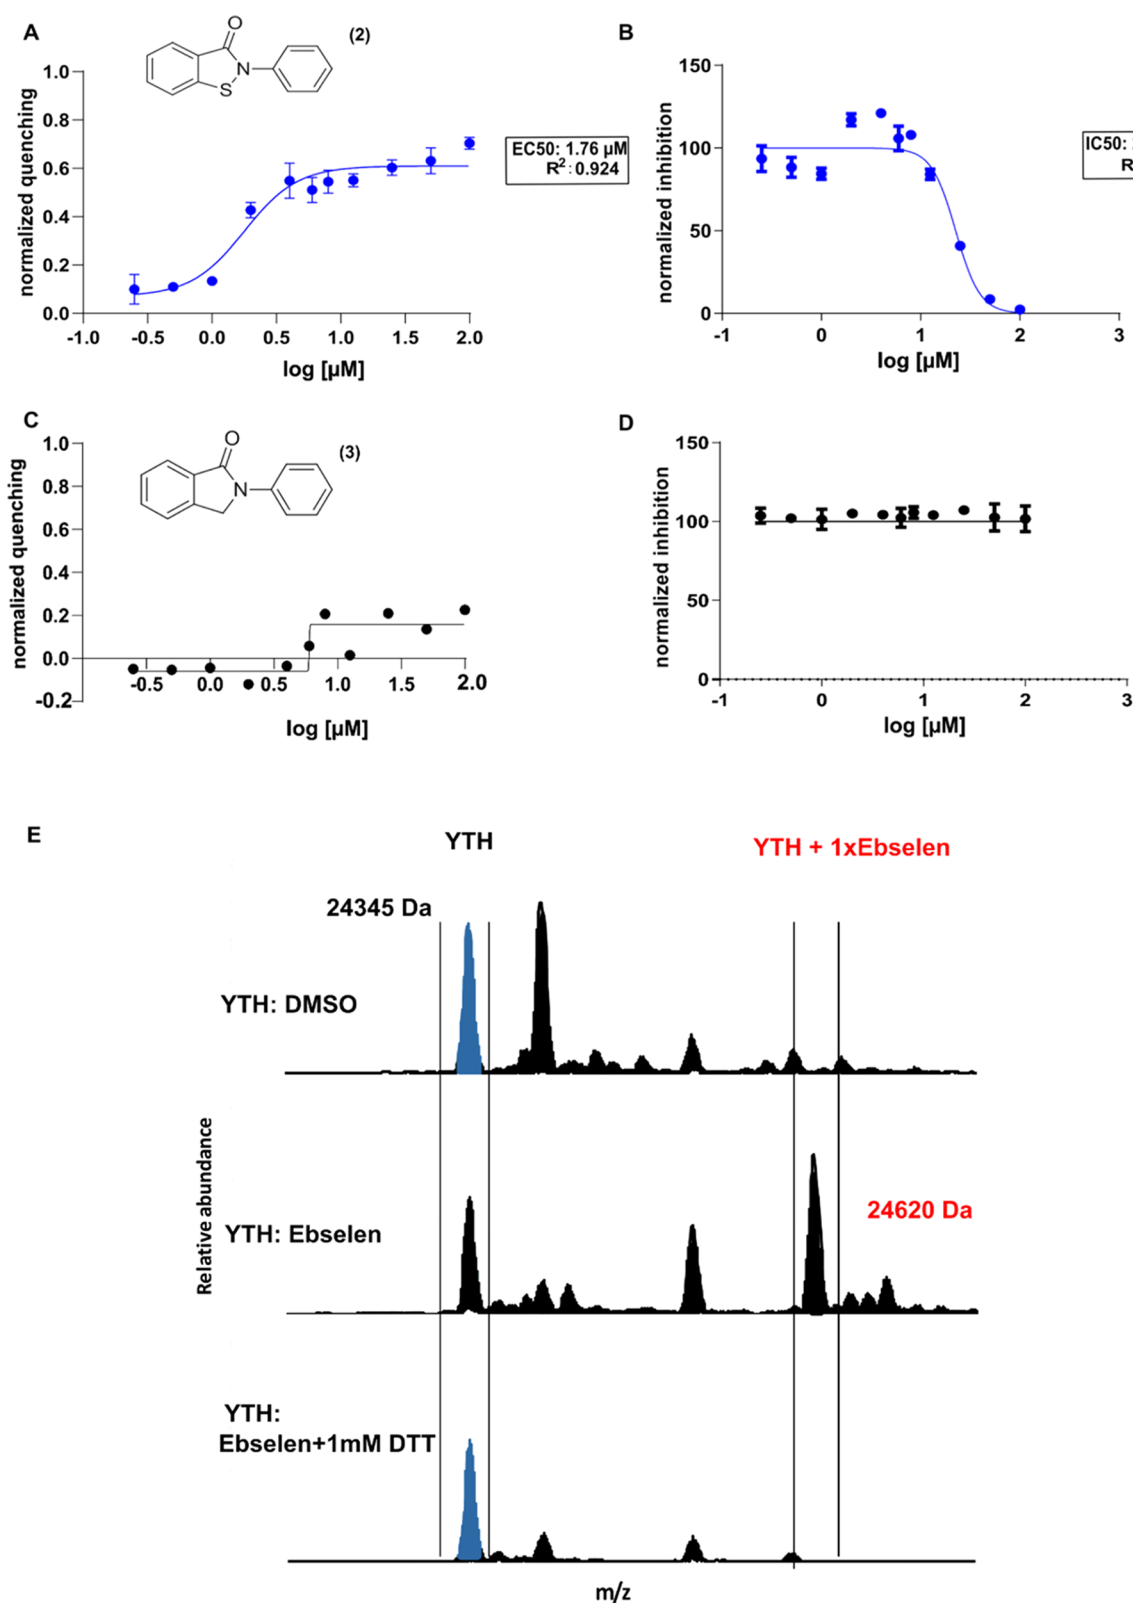 A
(2)
O
N
S
1.0
0.8
0.6
0.4
0.2
0.0
normalized quenching
-1.0 -0.5 0.0 0.5 1.0 1.5 2.0
log [µM]
EC50: 1.76 µM
R²: 0.924
B
150
100
50
0
normalized inhibition
-1 0 1 2 3
log [µM]
IC50:
R
C
(3)
O
N
1.0
0.8
0.6
0.4
0.2
0.0
-0.2
normalized quenching
-0.5 0.0 0.5 1.0 1.5 2.0
log [µM]
D
150
100
50
0
normalized inhibition
-1 0 1 2 3
log [µM]
E
YTH
YTH + 1xEbselen
24345 Da
YTH: DMSO
Relative abundance
YTH: Ebselen
24620 Da
YTH:
Ebselen+1mM DTT
m/z